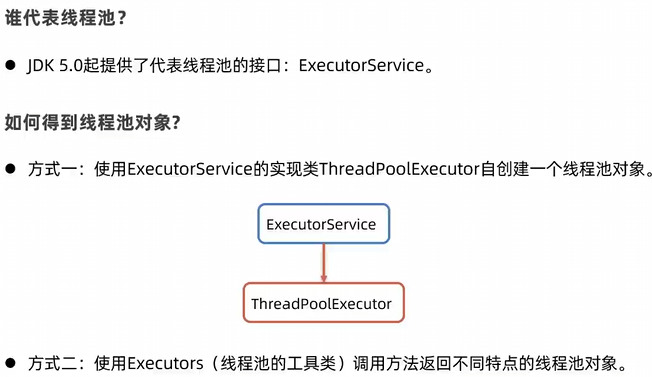 谁代表线程池？
● JDK 5.0起提供了代表线程池的接口：ExecutorService。
如何得到线程池对象?
● 方式一：使用ExecutorService的实现类ThreadPoolExecutor自创建一个线程池对象。
ExecutorService
ThreadPoolExecutor
● 方式二：使用Executors（线程池的工具类）调用方法返回不同特点的线程池对象。